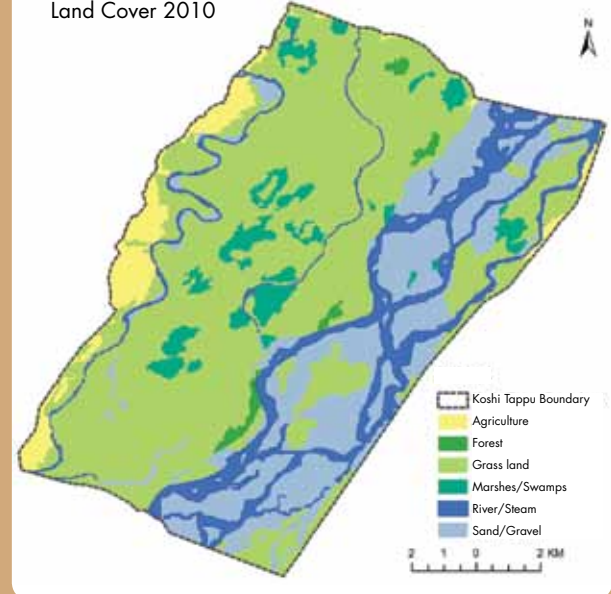 Land Cover 2010
N
Koshi Tappu Boundary
Agriculture
Forest
Grass land
Marshes/Swamps
River/Steam
Sand/Gravel
2 1 0 2 KM